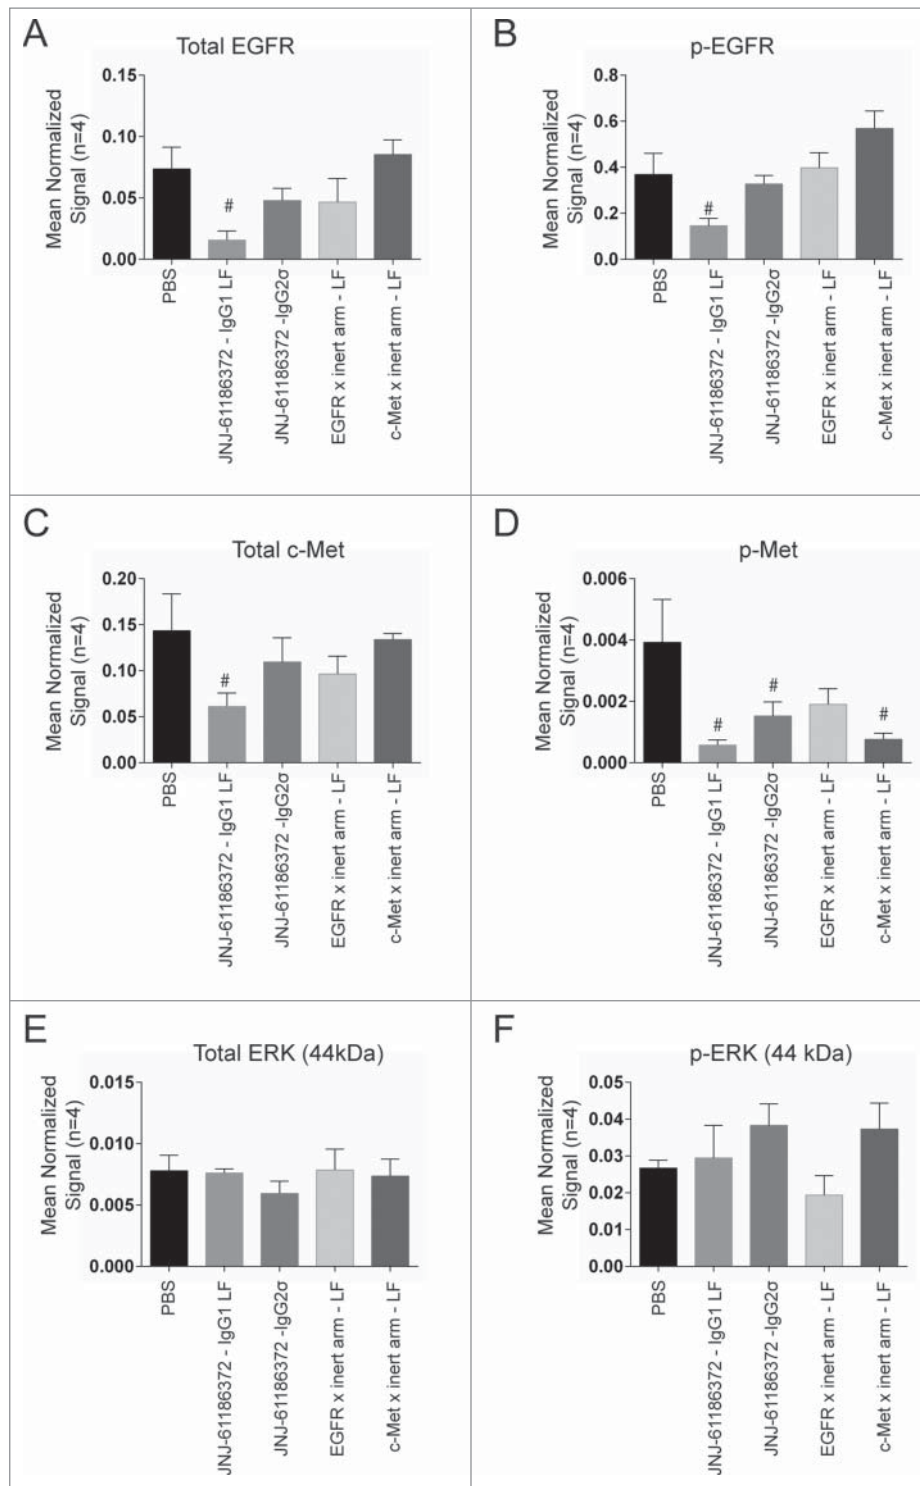 A
Total EGFR
Mean Normalized
Signal (n=4)
0.15
0.10
0.05
0.00
#
PBS
JNJ-61186372 - IgG1 LF
JNJ-61186372 -IgG2σ
EGFR x inert arm - LF
c-Met x inert arm - LF
B
p-EGFR
Mean Normalized
Signal (n=4)
0.8
0.6
0.4
0.2
0.0
#
PBS
JNJ-61186372 - IgG1 LF
JNJ-61186372 -IgG2σ
EGFR x inert arm - LF
c-Met x inert arm - LF
C
Total c-Met
Mean Normalized
Signal (n=4)
0.20
0.15
0.10
0.05
0.00
#
PBS
JNJ-61186372 - IgG1 LF
JNJ-61186372 -IgG2σ
EGFR x inert arm - LF
c-Met x inert arm - LF
D
p-Met
Mean Normalized
Signal (n=4)
0.006
0.004
0.002
0.000
#
#
#
PBS
JNJ-61186372 - IgG1 LF
JNJ-61186372 -IgG2σ
EGFR x inert arm - LF
c-Met x inert arm - LF
E
Total ERK (44kDa)
Mean Normalized
Signal (n=4)
0.015
0.010
0.005
0.000
PBS
JNJ-61186372 - IgG1 LF
JNJ-61186372 -IgG2σ
EGFR x inert arm - LF
c-Met x inert arm - LF
F
p-ERK (44 kDa)
Mean Normalized
Signal (n=4)
0.05
0.04
0.03
0.02
0.01
0.00
PBS
JNJ-61186372 - IgG1 LF
JNJ-61186372 -IgG2σ
EGFR x inert arm - LF
c-Met x inert arm - LF